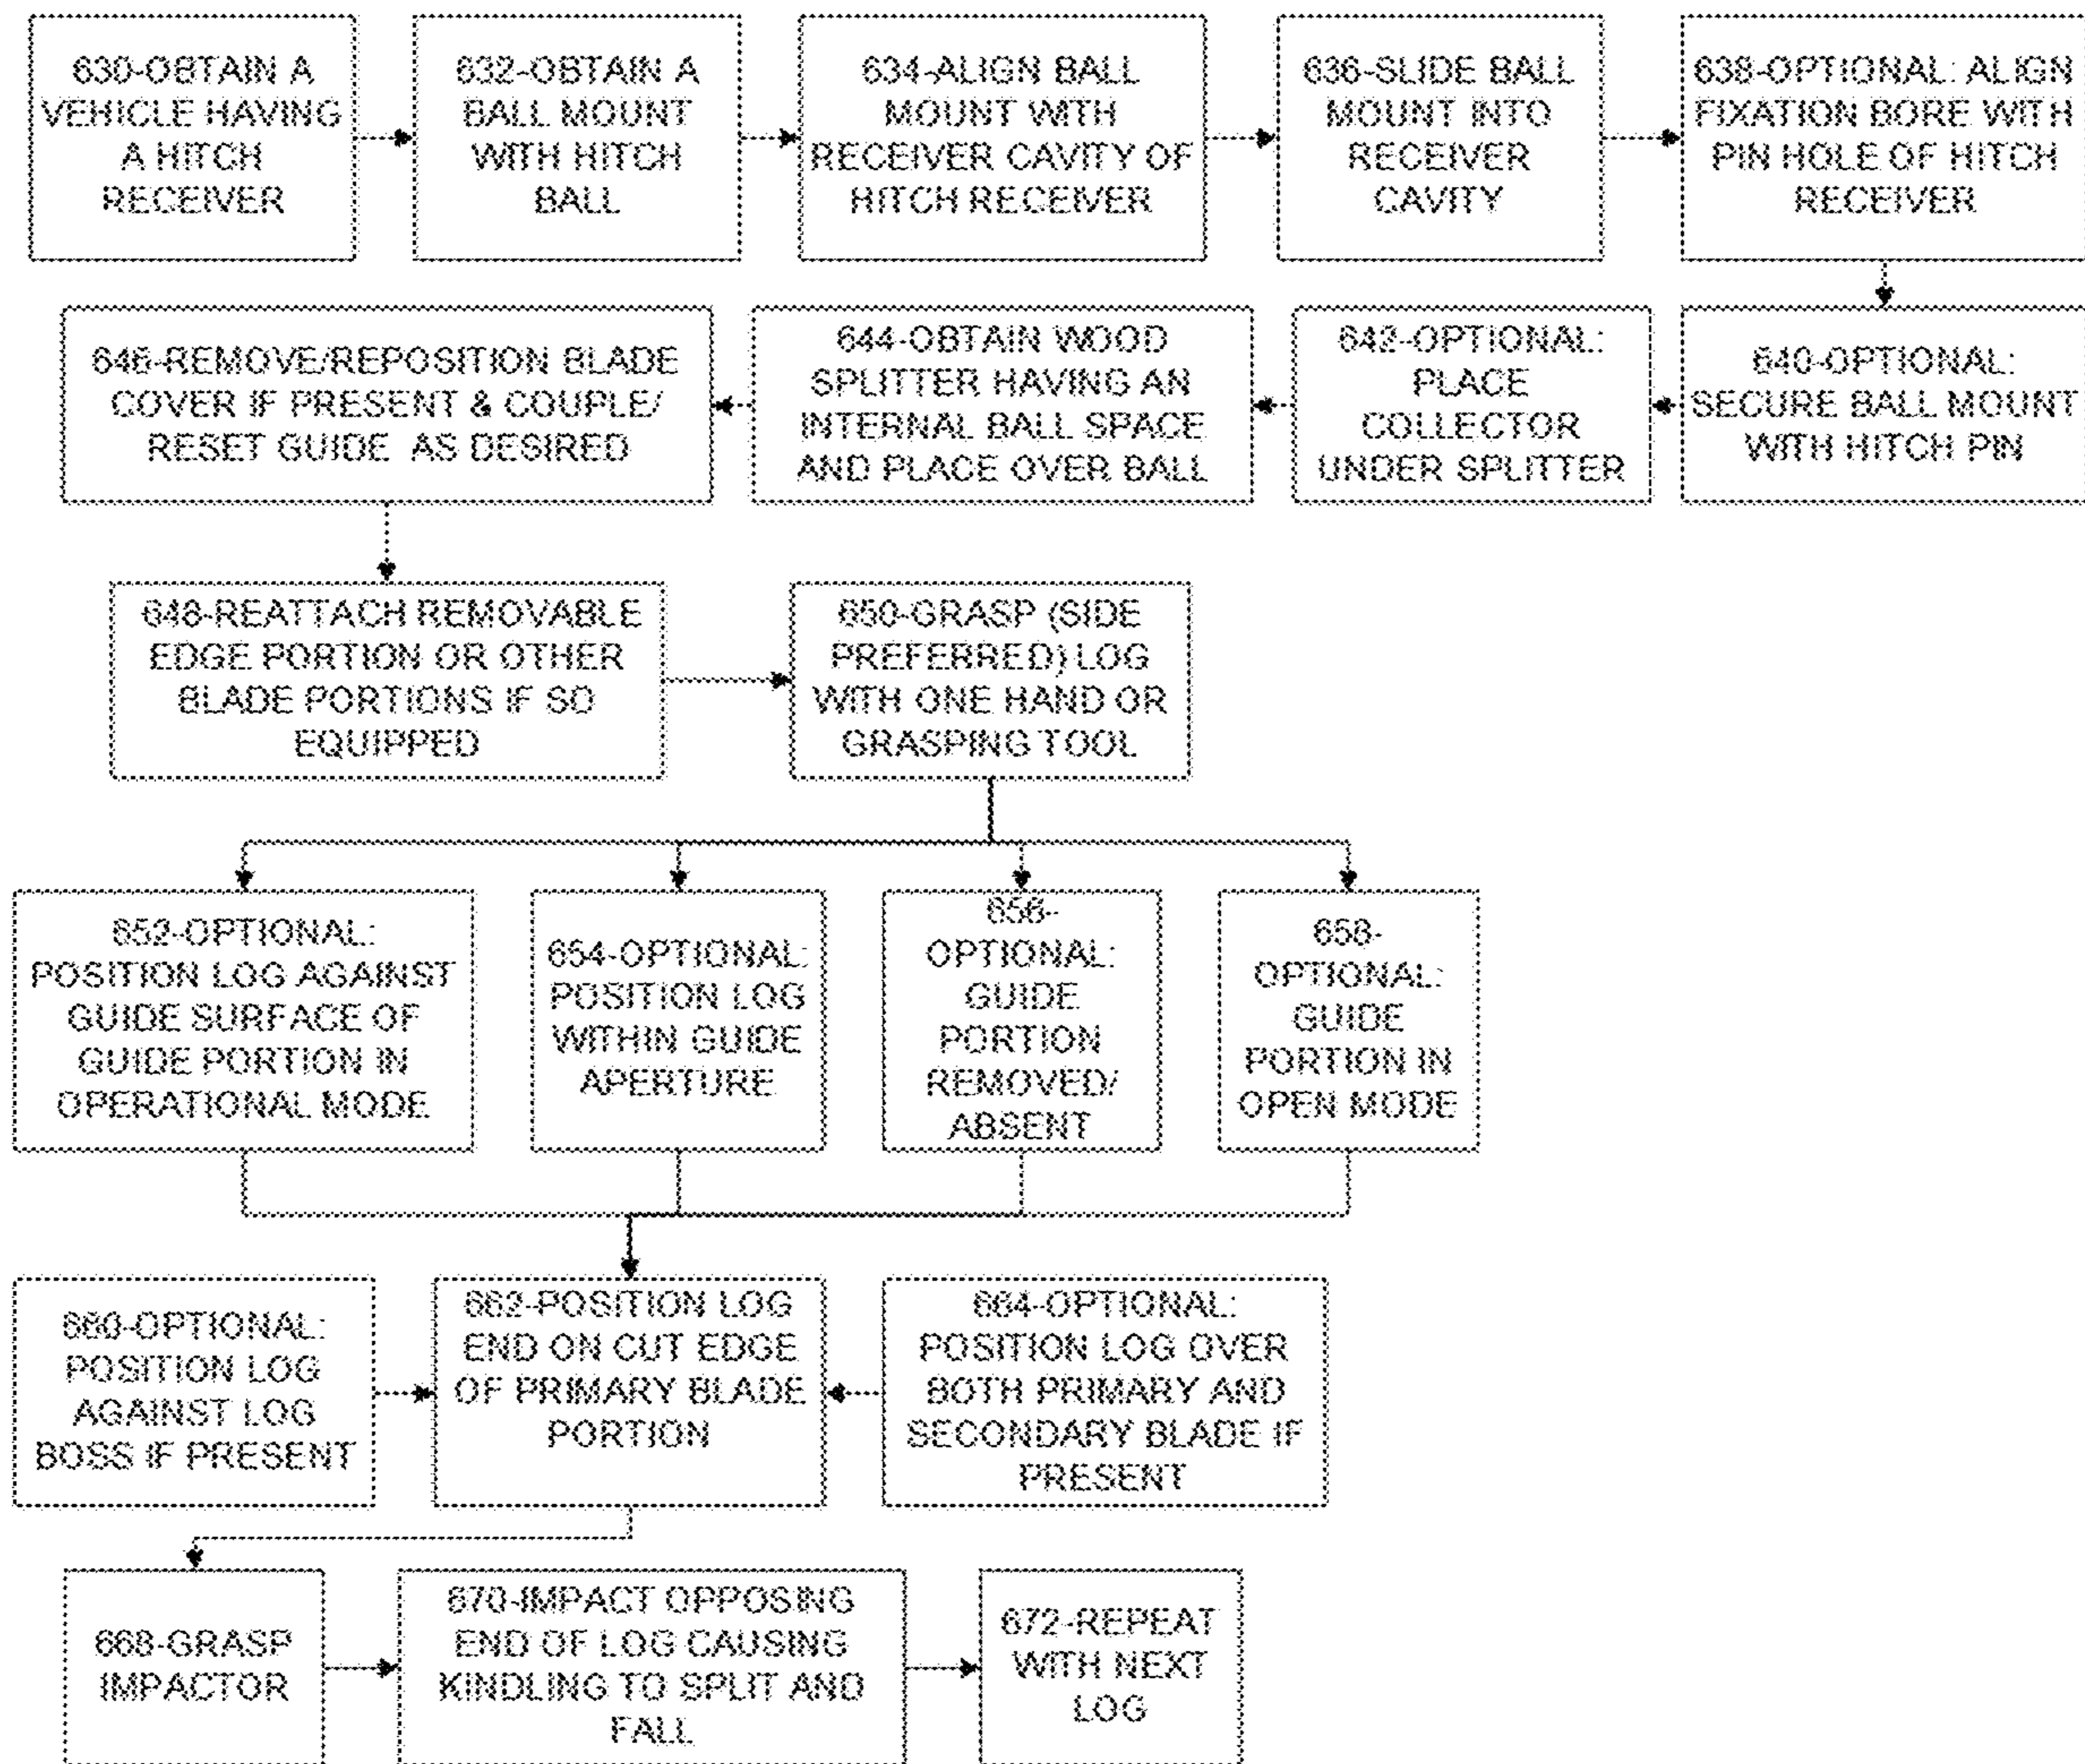 630-OBTAIN A
VEHICLE HAVING
A HITCH
RECEIVER
632-OBTAIN A
BALL MOUNT
WITH HITCH
BALL
634-ALIGN BALL
MOUNT WITH
RECEIVER CAVITY OF
HITCH RECEIVER
636-SLIDE BALL
MOUNT INTO
RECEIVER
CAVITY
638-OPTIONAL: ALIGN
FIXATION BORE WITH
PIN HOLE OF HITCH
RECEIVER
640-OPTIONAL:
SECURE BALL MOUNT
WITH HITCH PIN
642-OPTIONAL:
PLACE
COLLECTOR
UNDER SPLITTER
644-OBTAIN WOOD
SPLITTER HAVING AN
INTERNAL BALL SPACE
AND PLACE OVER BALL
646-REMOVE/REPOSITION BLADE
COVER IF PRESENT & COUPLE/
RESET GUIDE AS DESIRED
648-REATTACH REMOVABLE
EDGE PORTION OR OTHER
BLADE PORTIONS IF SO
EQUIPPED
650-GRASP (SIDE
PREFERRED) LOG
WITH ONE HAND OR
GRASPING TOOL
652-OPTIONAL:
POSITION LOG AGAINST
GUIDE SURFACE OF
GUIDE PORTION IN
OPERATIONAL MODE
654-OPTIONAL:
POSITION LOG
WITHIN GUIDE
APERTURE
656-
OPTIONAL:
GUIDE
PORTION
REMOVED/
ABSENT
658-
OPTIONAL:
GUIDE
PORTION IN
OPEN MODE
660-OPTIONAL:
POSITION LOG
AGAINST LOG
BOSS IF PRESENT
662-POSITION LOG
END ON CUT EDGE
OF PRIMARY BLADE
PORTION
664-OPTIONAL:
POSITION LOG OVER
BOTH PRIMARY AND
SECONDARY BLADE IF
PRESENT
668-GRASP
IMPACTOR
670-IMPACT OPPOSING
END OF LOG CAUSING
KINDLING TO SPLIT AND
FALL
672-REPEAT
WITH NEXT
LOG